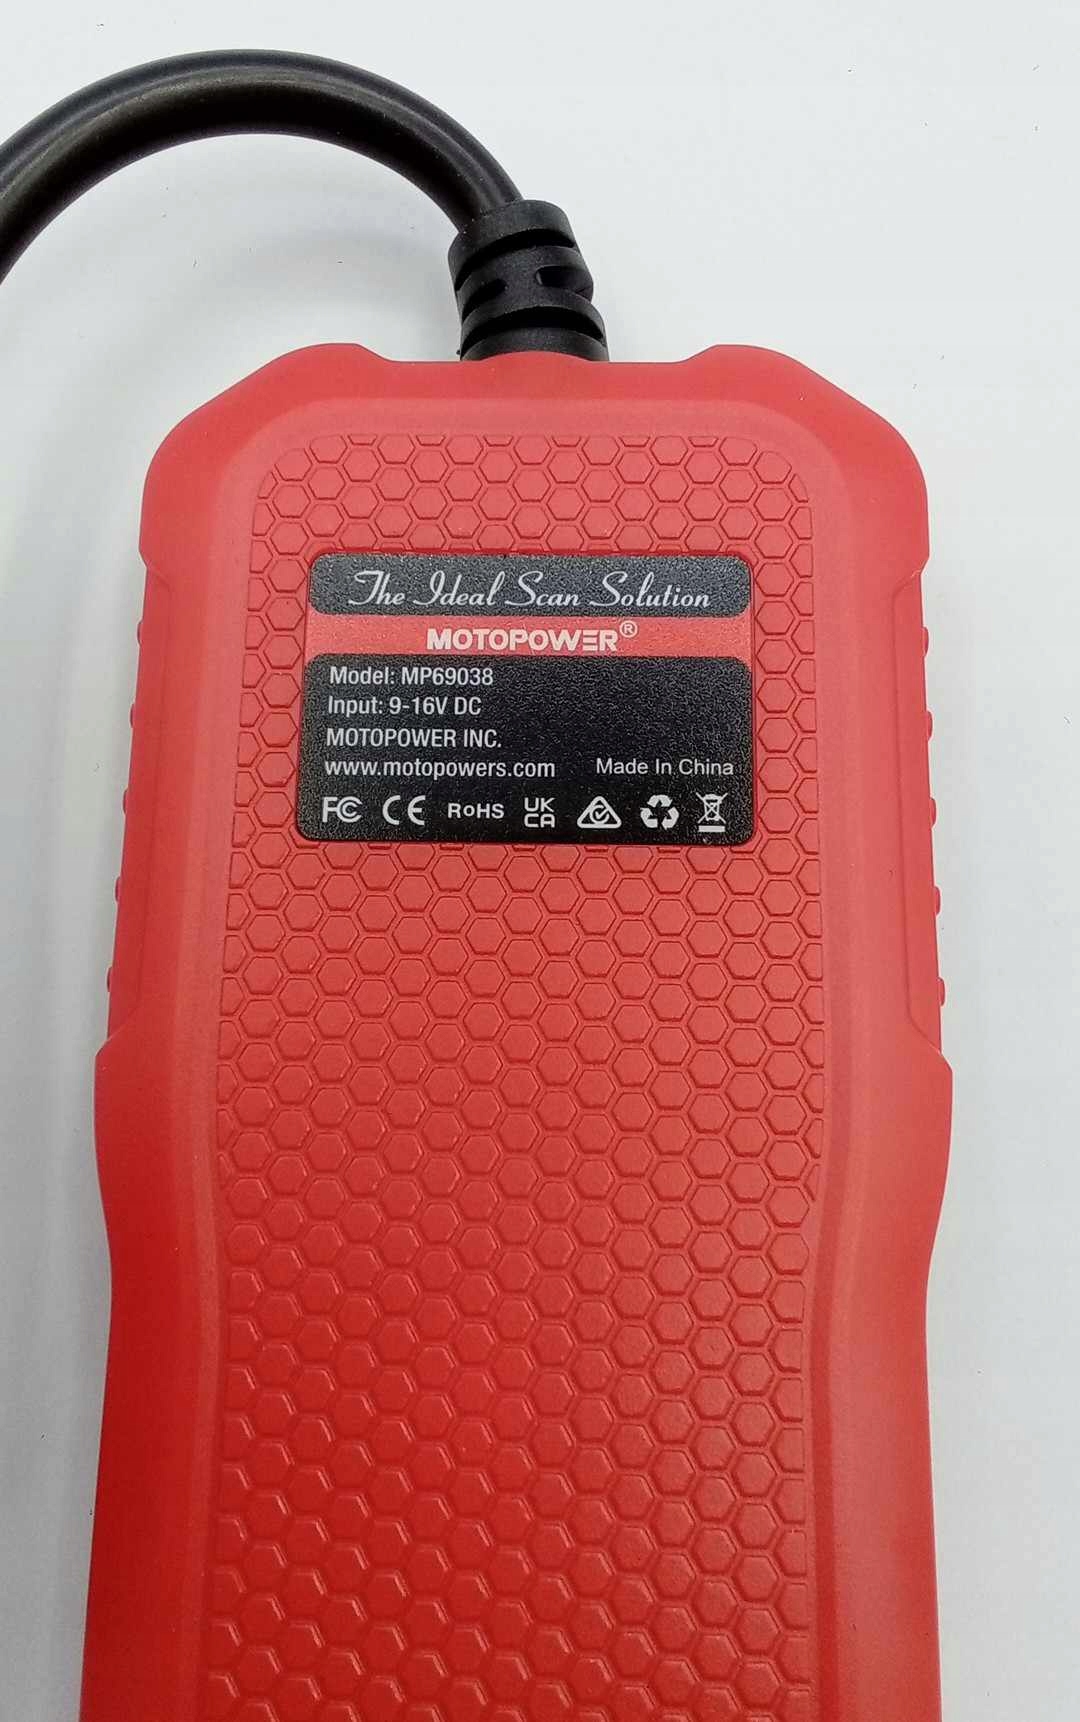 The Ideal Scan Solution
MOTOPOWER®
Model: MP69038
Input: 9-16V DC
MOTOPOWER INC.
www.motopowers.com Made In China
FC CE RoHS UK CA